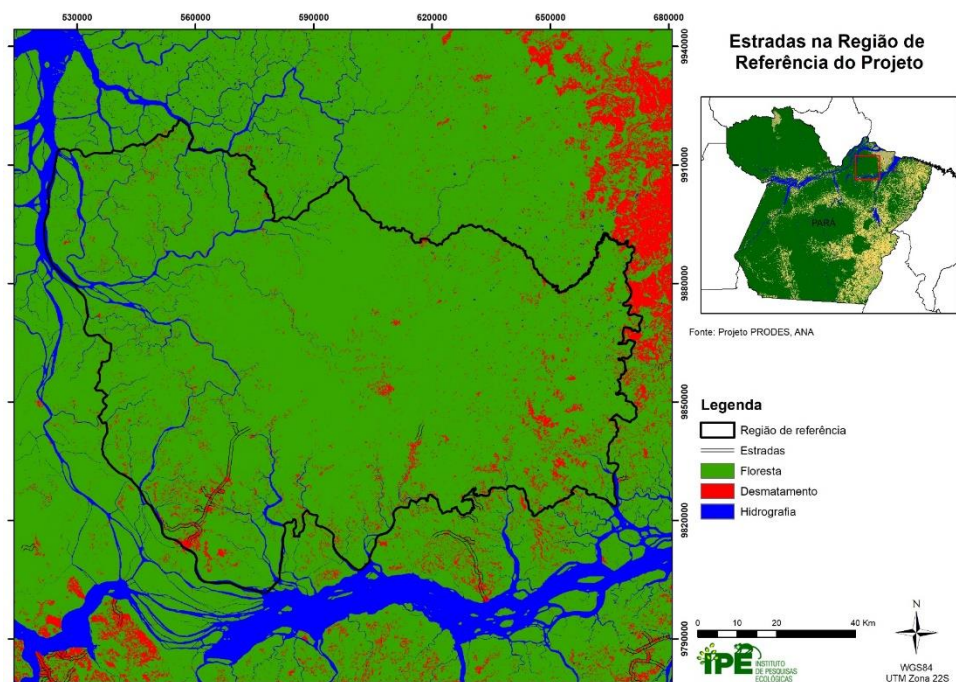 530000 560000 590000 620000 650000 680000
9940000
9910000
9880000
9850000
9820000
9790000
Estradas na Região de
Referência do Projeto
PARÁ
Fonte: Projeto PRODES, ANA
Legenda
Região de referência
Estradas
Floresta
Desmatamento
Hidrografia
0 10 20 40 Km
N
ipê INSTITUTO
DE PESQUISAS
ECOLÓGICAS
WGS84
UTM Zona 22S